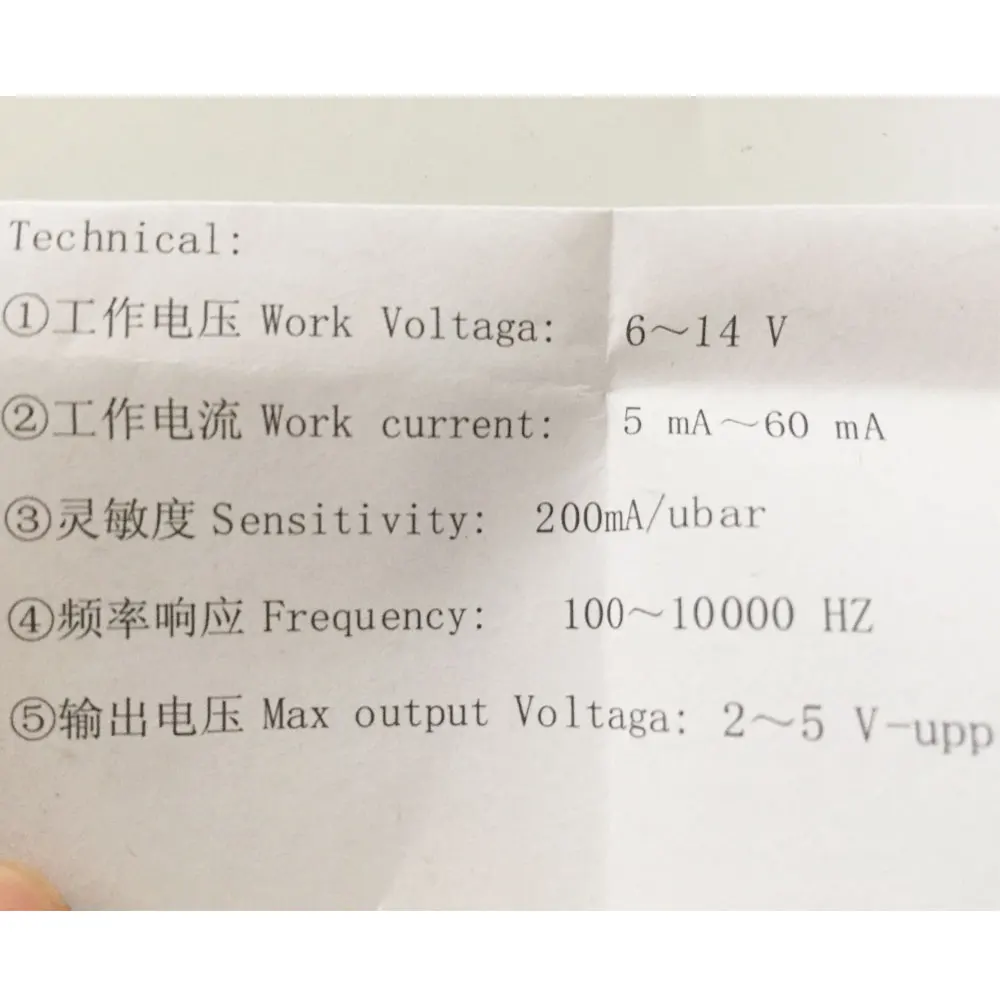 Technical:
①工作电压 Work Voltaga: 6～14 V
②工作电流 Work current: 5 mA～60 mA
③灵敏度 Sensitivity: 200mA/ubar
④频率响应 Frequency: 100～10000 HZ
⑤输出电压 Max output Voltaga: 2～5 V-upp